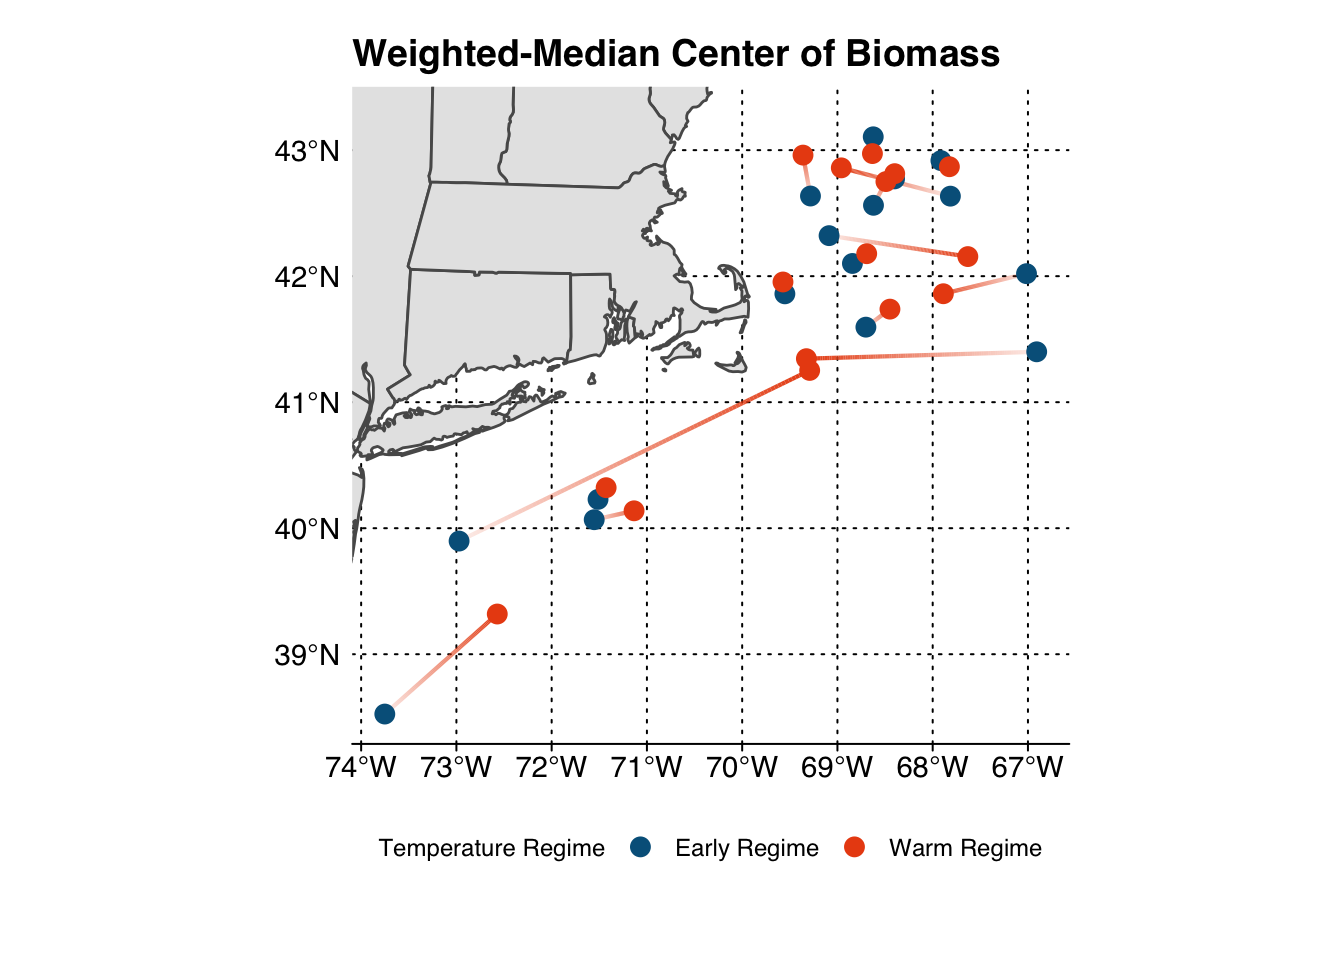 Weighted-Median Center of Biomass
43°N
42°N
41°N
40°N
39°N
74°W 73°W 72°W 71°W 70°W 69°W 68°W 67°W
Temperature Regime Early Regime Warm Regime